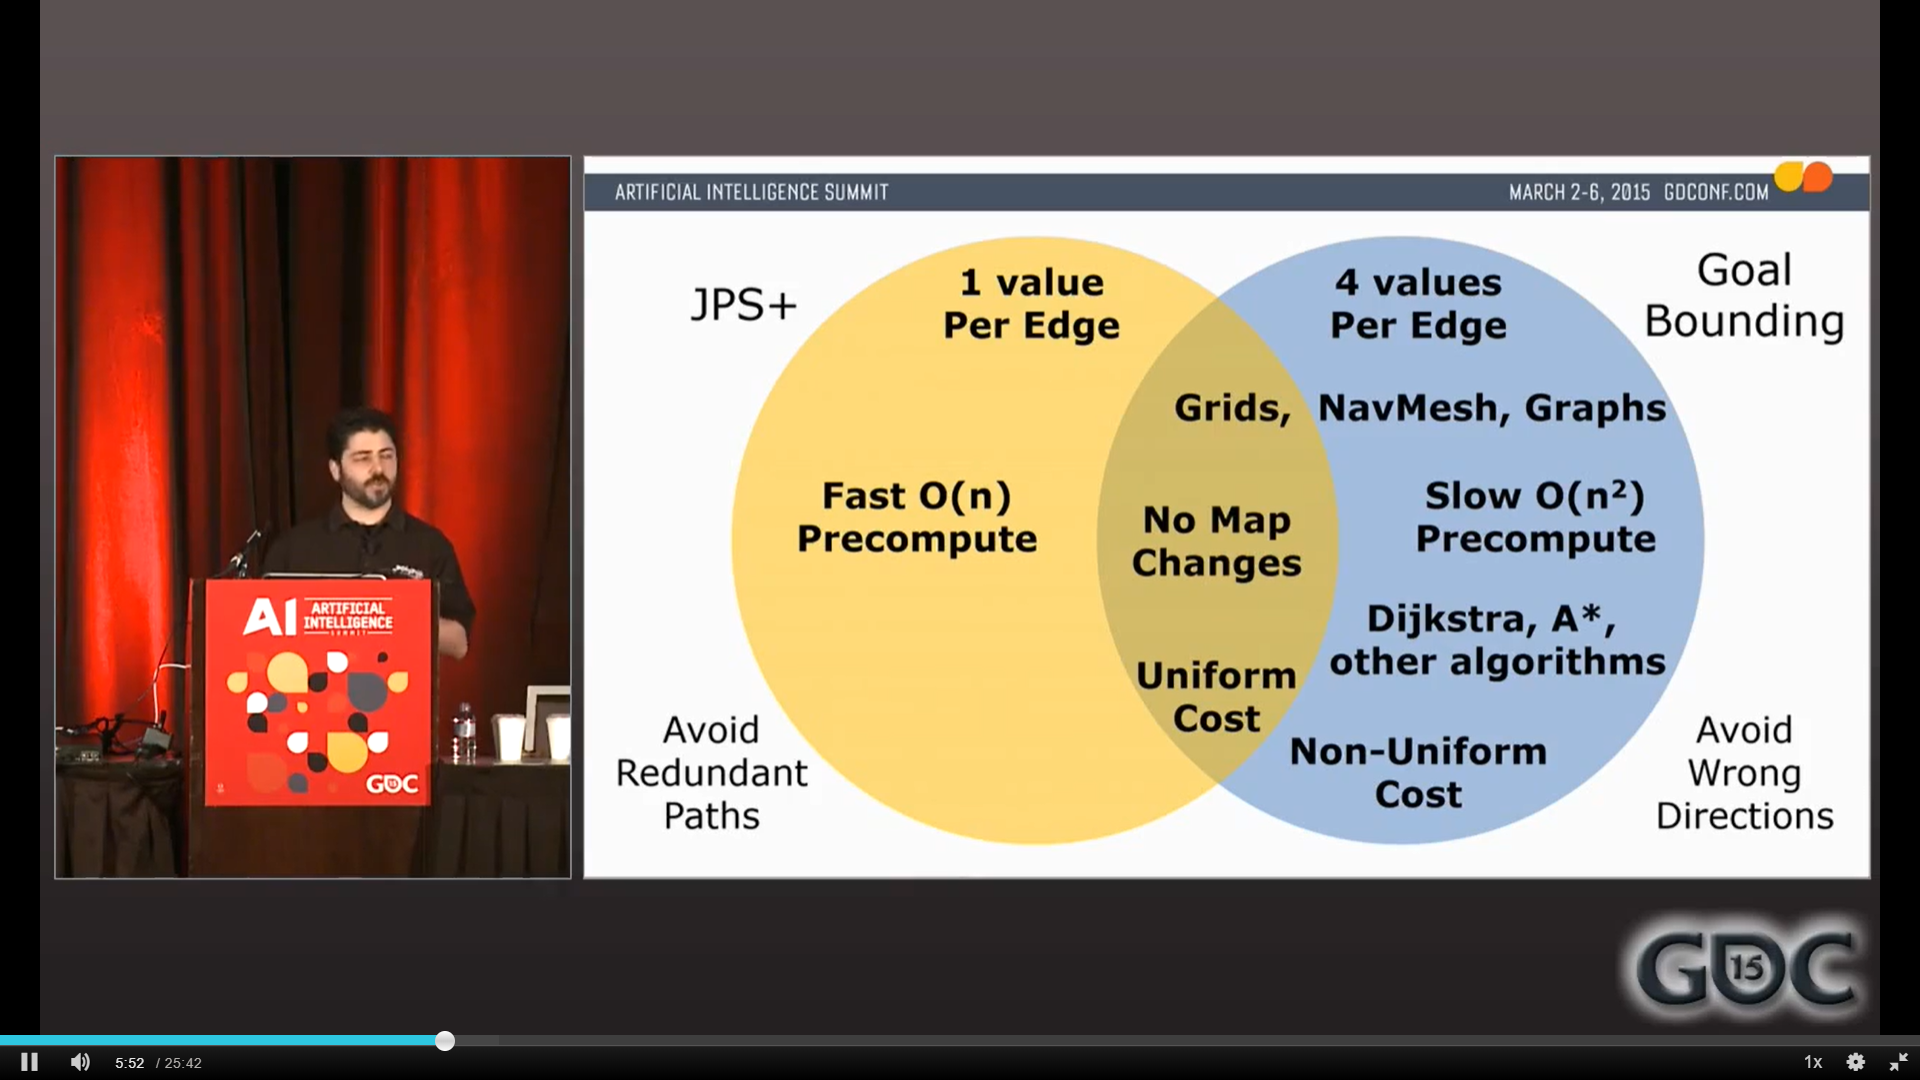 ARTIFICIAL INTELLIGENCE SUMMIT
MARCH 2-6, 2015 GDCONF.COM
JPS+
1 value
Per Edge
4 values
Per Edge
Goal
Bounding
Grids, NavMesh, Graphs
Fast O(n)
Precompute
No Map
Changes
Slow O(n²)
Precompute
Dijkstra, A*,
other algorithms
Uniform
Cost
Non-Uniform
Cost
Avoid
Redundant
Paths
Avoid
Wrong
Directions
AI ARTIFICIAL
INTELLIGENCE
SUMMIT
GDC 15
GDC 15
5:52 / 25:42
1x